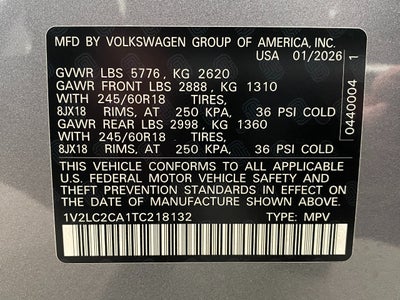 MFD BY VOLKSWAGEN GROUP OF AMERICA, INC.
USA 01/2026
GVWR LBS 5776, KG 2620
GAWR FRONT LBS 2888, KG 1310
WITH 245/60R18 TIRES,
8JX18 RIMS, AT 250 KPA, 36 PSI COLD
GAWR REAR LBS 2998, KG 1360
WITH 245/60R18 TIRES,
8JX18 RIMS, AT 250 KPA, 36 PSI COLD
THIS VEHICLE CONFORMS TO ALL APPLICABLE
U.S. FEDERAL MOTOR VEHICLE SAFETY AND
THEFT PREVENTION STANDARDS IN EFFECT ON THE
DATE OF MANUFACTURE SHOWN ABOVE.
1V2LC2CA1TC218132 TYPE: MPV
0440004 1